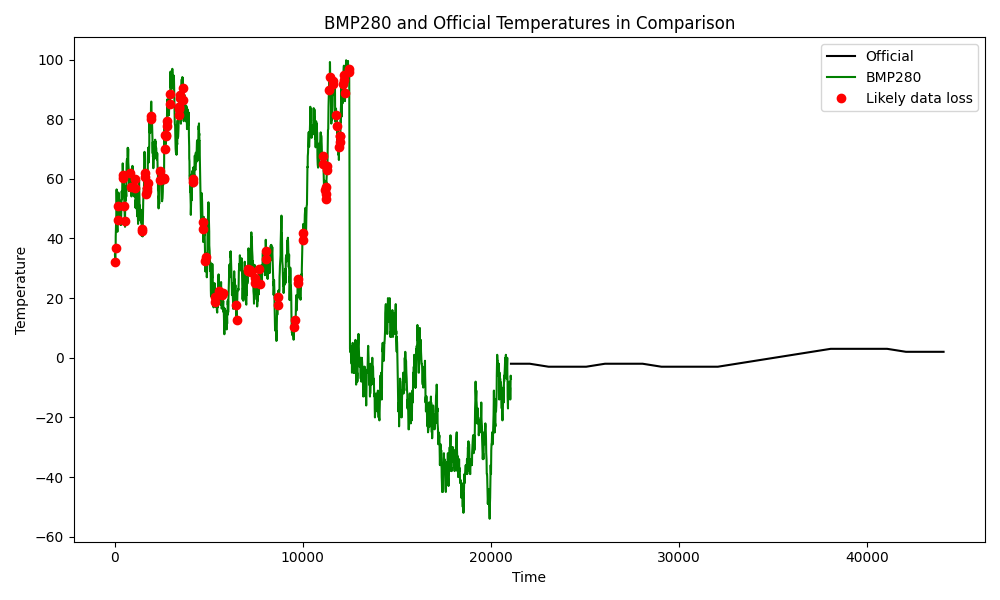 BMP280 and Official Temperatures in Comparison
Official
BMP280
Likely data loss
100
80
60
40
20
0
−20
−40
−60
Temperature
0
10000
20000
30000
40000
Time